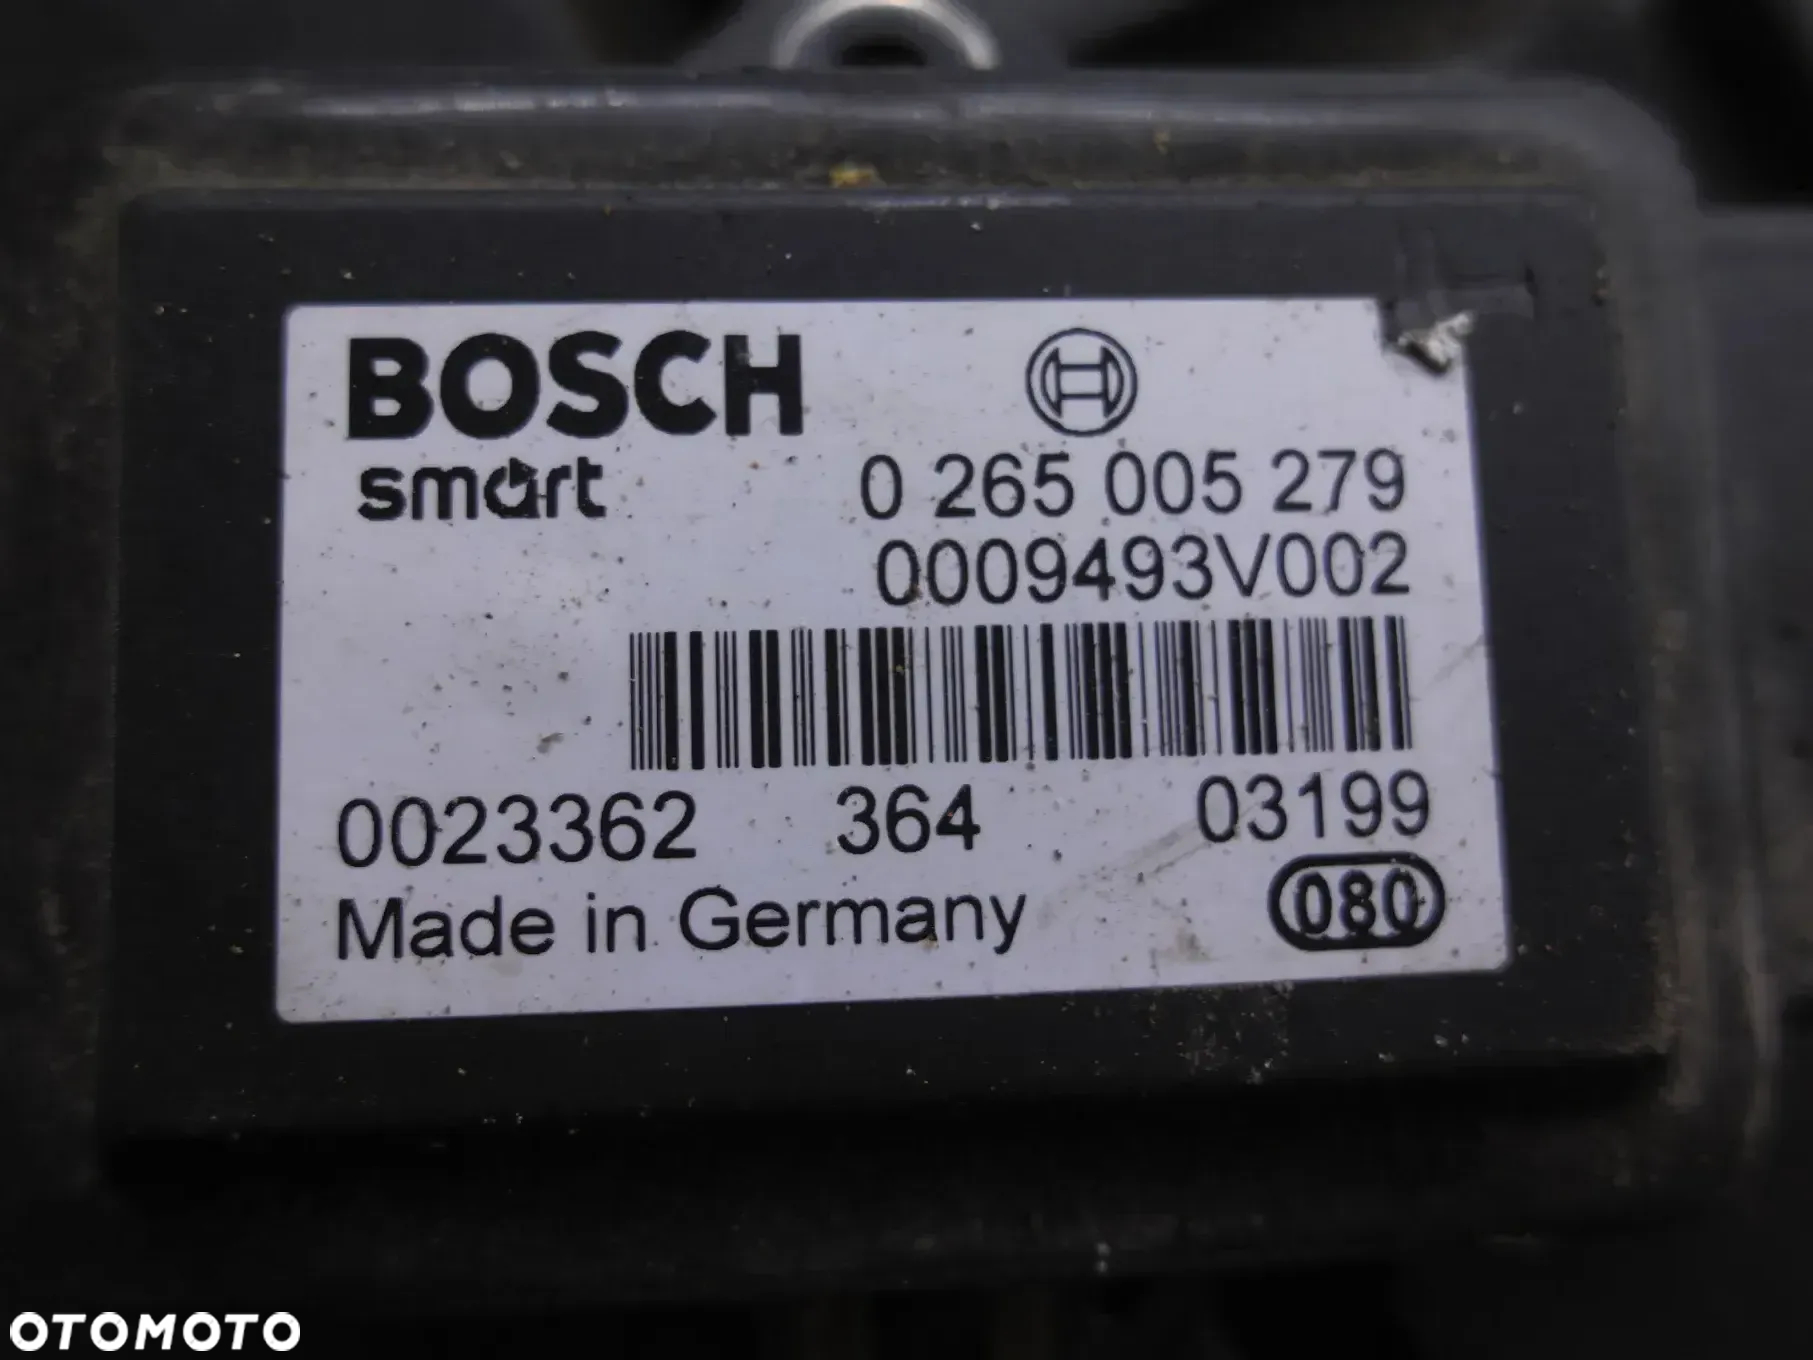 BOSCH
smart 0 265 005 279
0009493V002
0023362 364 03199
Made in Germany 080
OTOMOTO